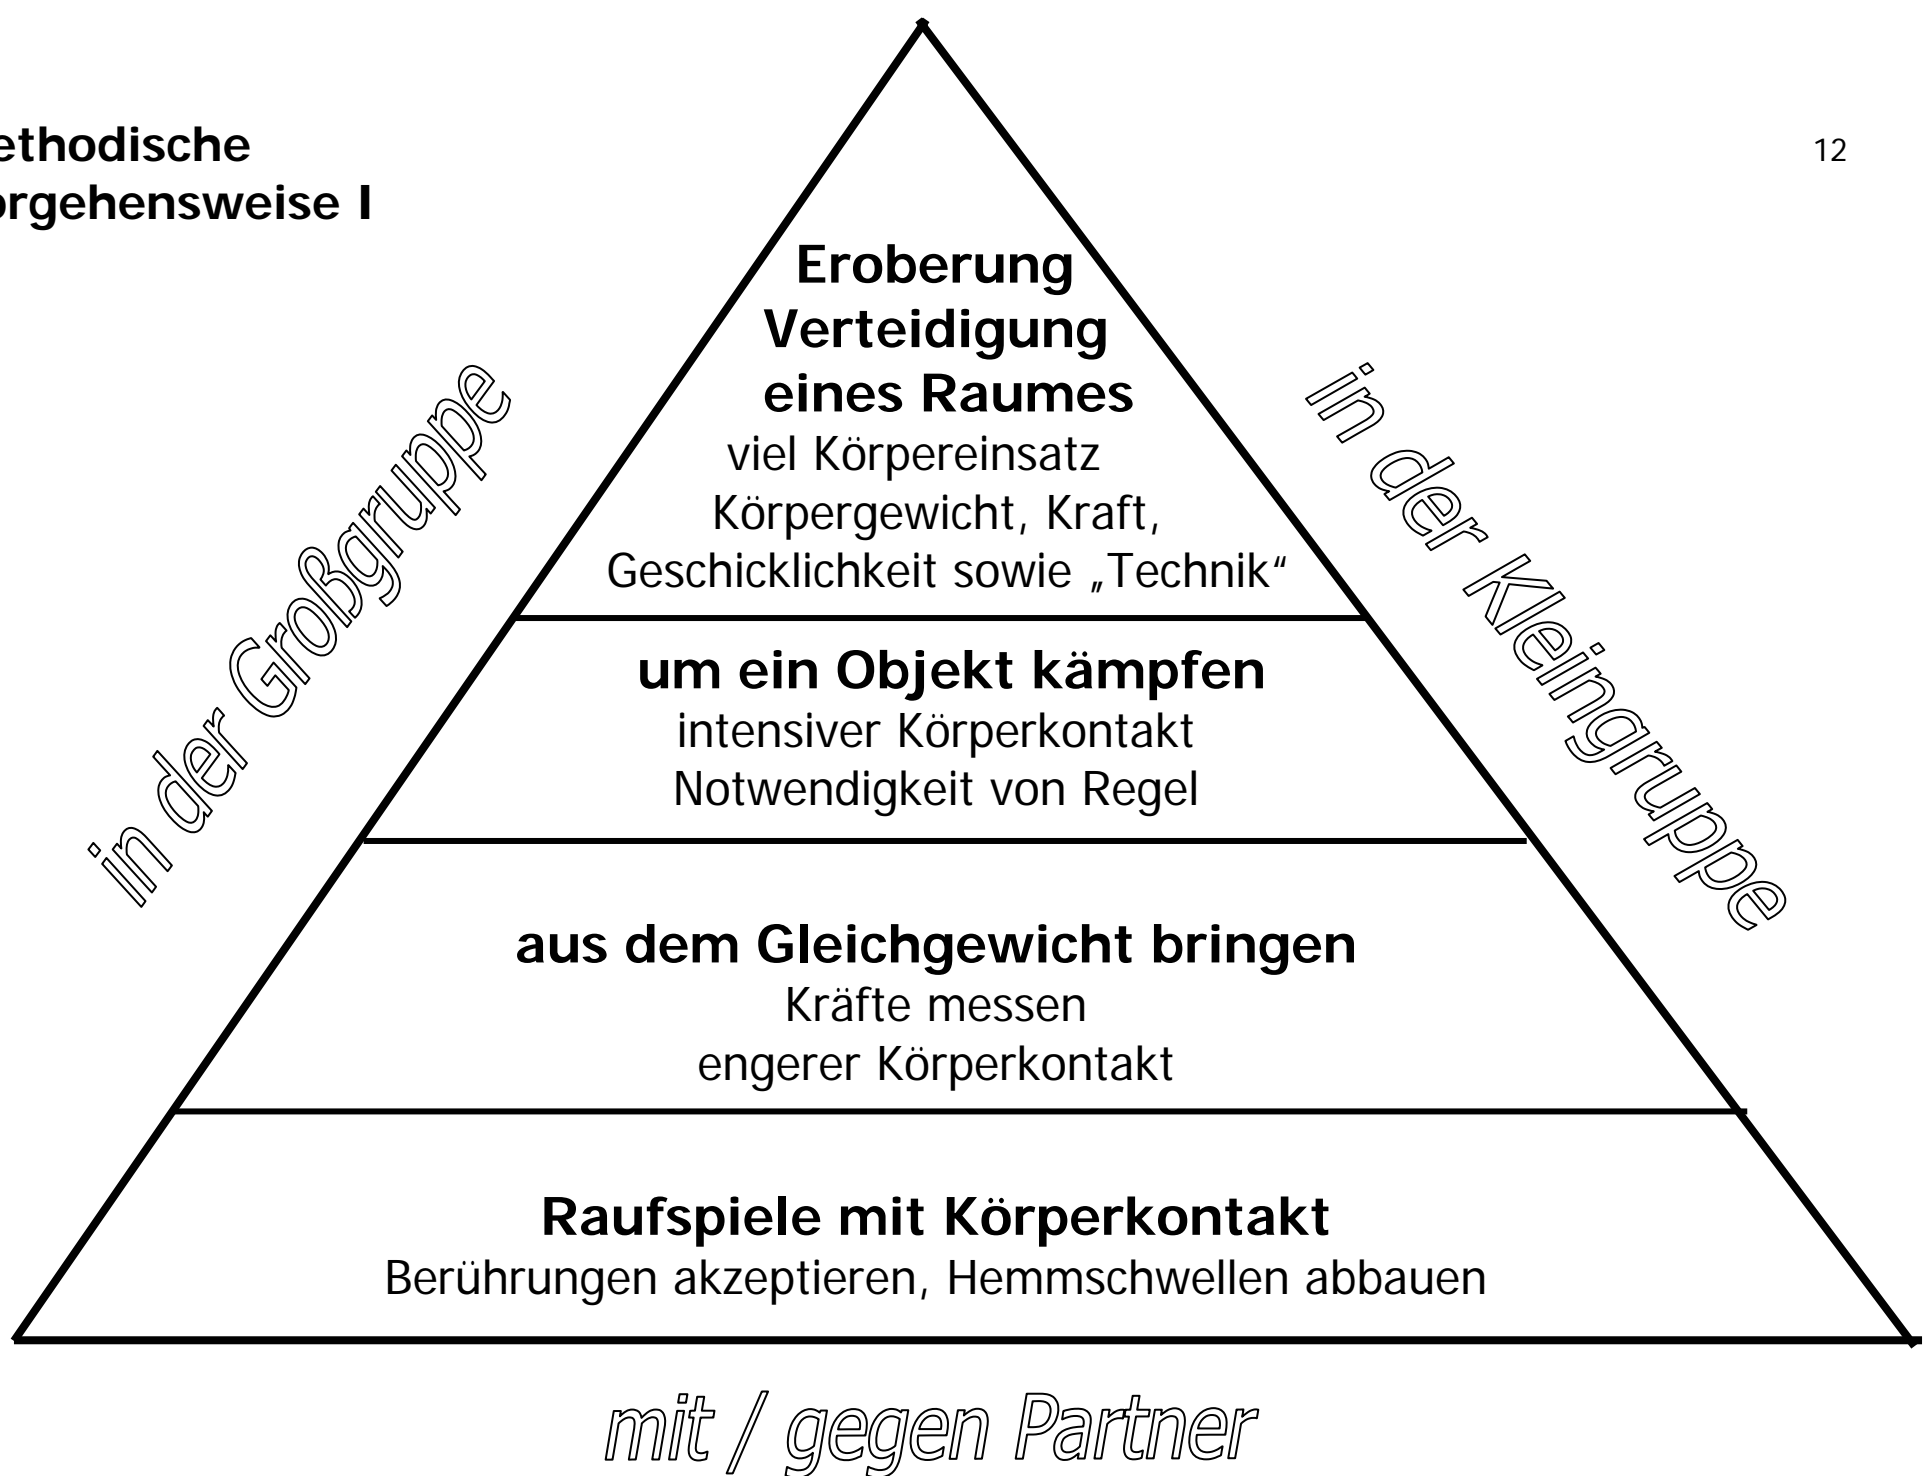 ethodische
orgehensweise I
12
Eroberung
Verteidigung
eines Raumes
viel Körpereinsatz
Körpergewicht, Kraft,
Geschicklichkeit sowie „Technik“
in der Großgruppe
in der Kleingruppe
um ein Objekt kämpfen
intensiver Körperkontakt
Notwendigkeit von Regel
aus dem Gleichgewicht bringen
Kräfte messen
engerer Körperkontakt
Raufspiele mit Körperkontakt
Berührungen akzeptieren, Hemmschwellen abbauen
mit / gegen Partner